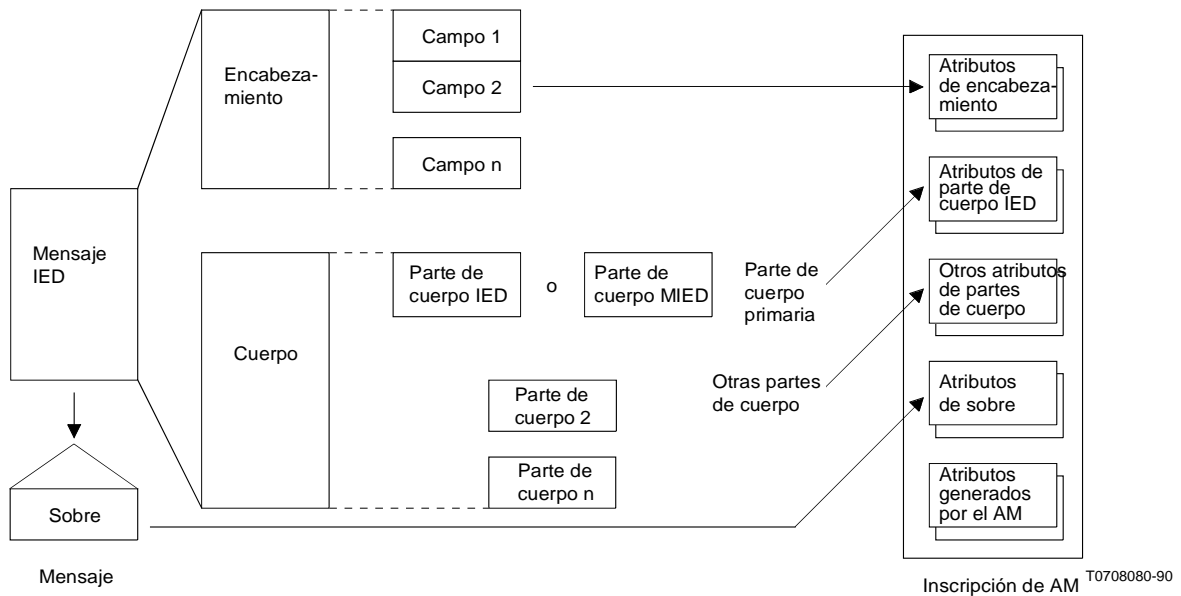 Campo 1
Encabeza-
miento
Campo 2
Campo n
Mensaje
IED
Cuerpo
Parte de
cuerpo IED
o
Parte de
cuerpo MIED
Parte de
cuerpo
primaria
Otras partes
de cuerpo
Parte de
cuerpo 2
Parte de
cuerpo n
Sobre
Mensaje
Atributos
de encabeza-
miento
Atributos de
parte de
cuerpo IED
Otros atributos
de partes
de cuerpo
Atributos
de sobre
Atributos
generados
por el AM
Inscripción de AM
T0708080-90